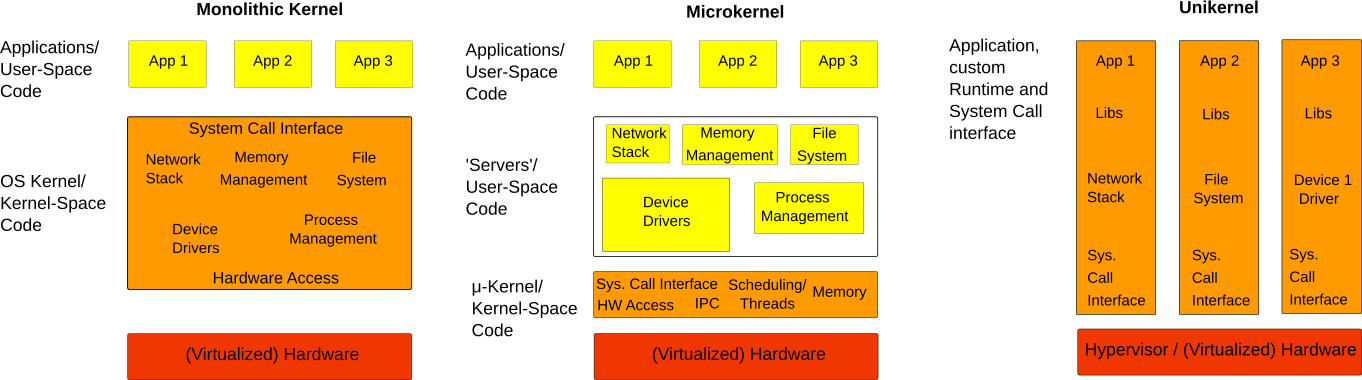 Monolithic Kernel
Applications/
User-Space
Code
App 1
App 2
App 3
OS Kernel/
Kernel-Space
Code
System Call Interface
Network
Stack
Memory
Management
File
System
Device
Drivers
Process
Management
Hardware Access
(Virtualized) Hardware
Microkernel
Applications/
User-Space
Code
App 1
App 2
App 3
'Servers'/
User-Space
Code
Network
Stack
Memory
Management
File
System
Device
Drivers
Process
Management
μ-Kernel/
Kernel-Space
Code
Sys. Call Interface
HW Access
IPC
Scheduling/
Threads
Memory
(Virtualized) Hardware
Unikernel
Application,
custom
Runtime and
System Call
interface
App 1
Libs
Network
Stack
Sys.
Call
Interface
App 2
Libs
File
System
Sys.
Call
Interface
App 3
Libs
Device 1
Driver
Sys.
Call
Interface
Hypervisor / (Virtualized) Hardware